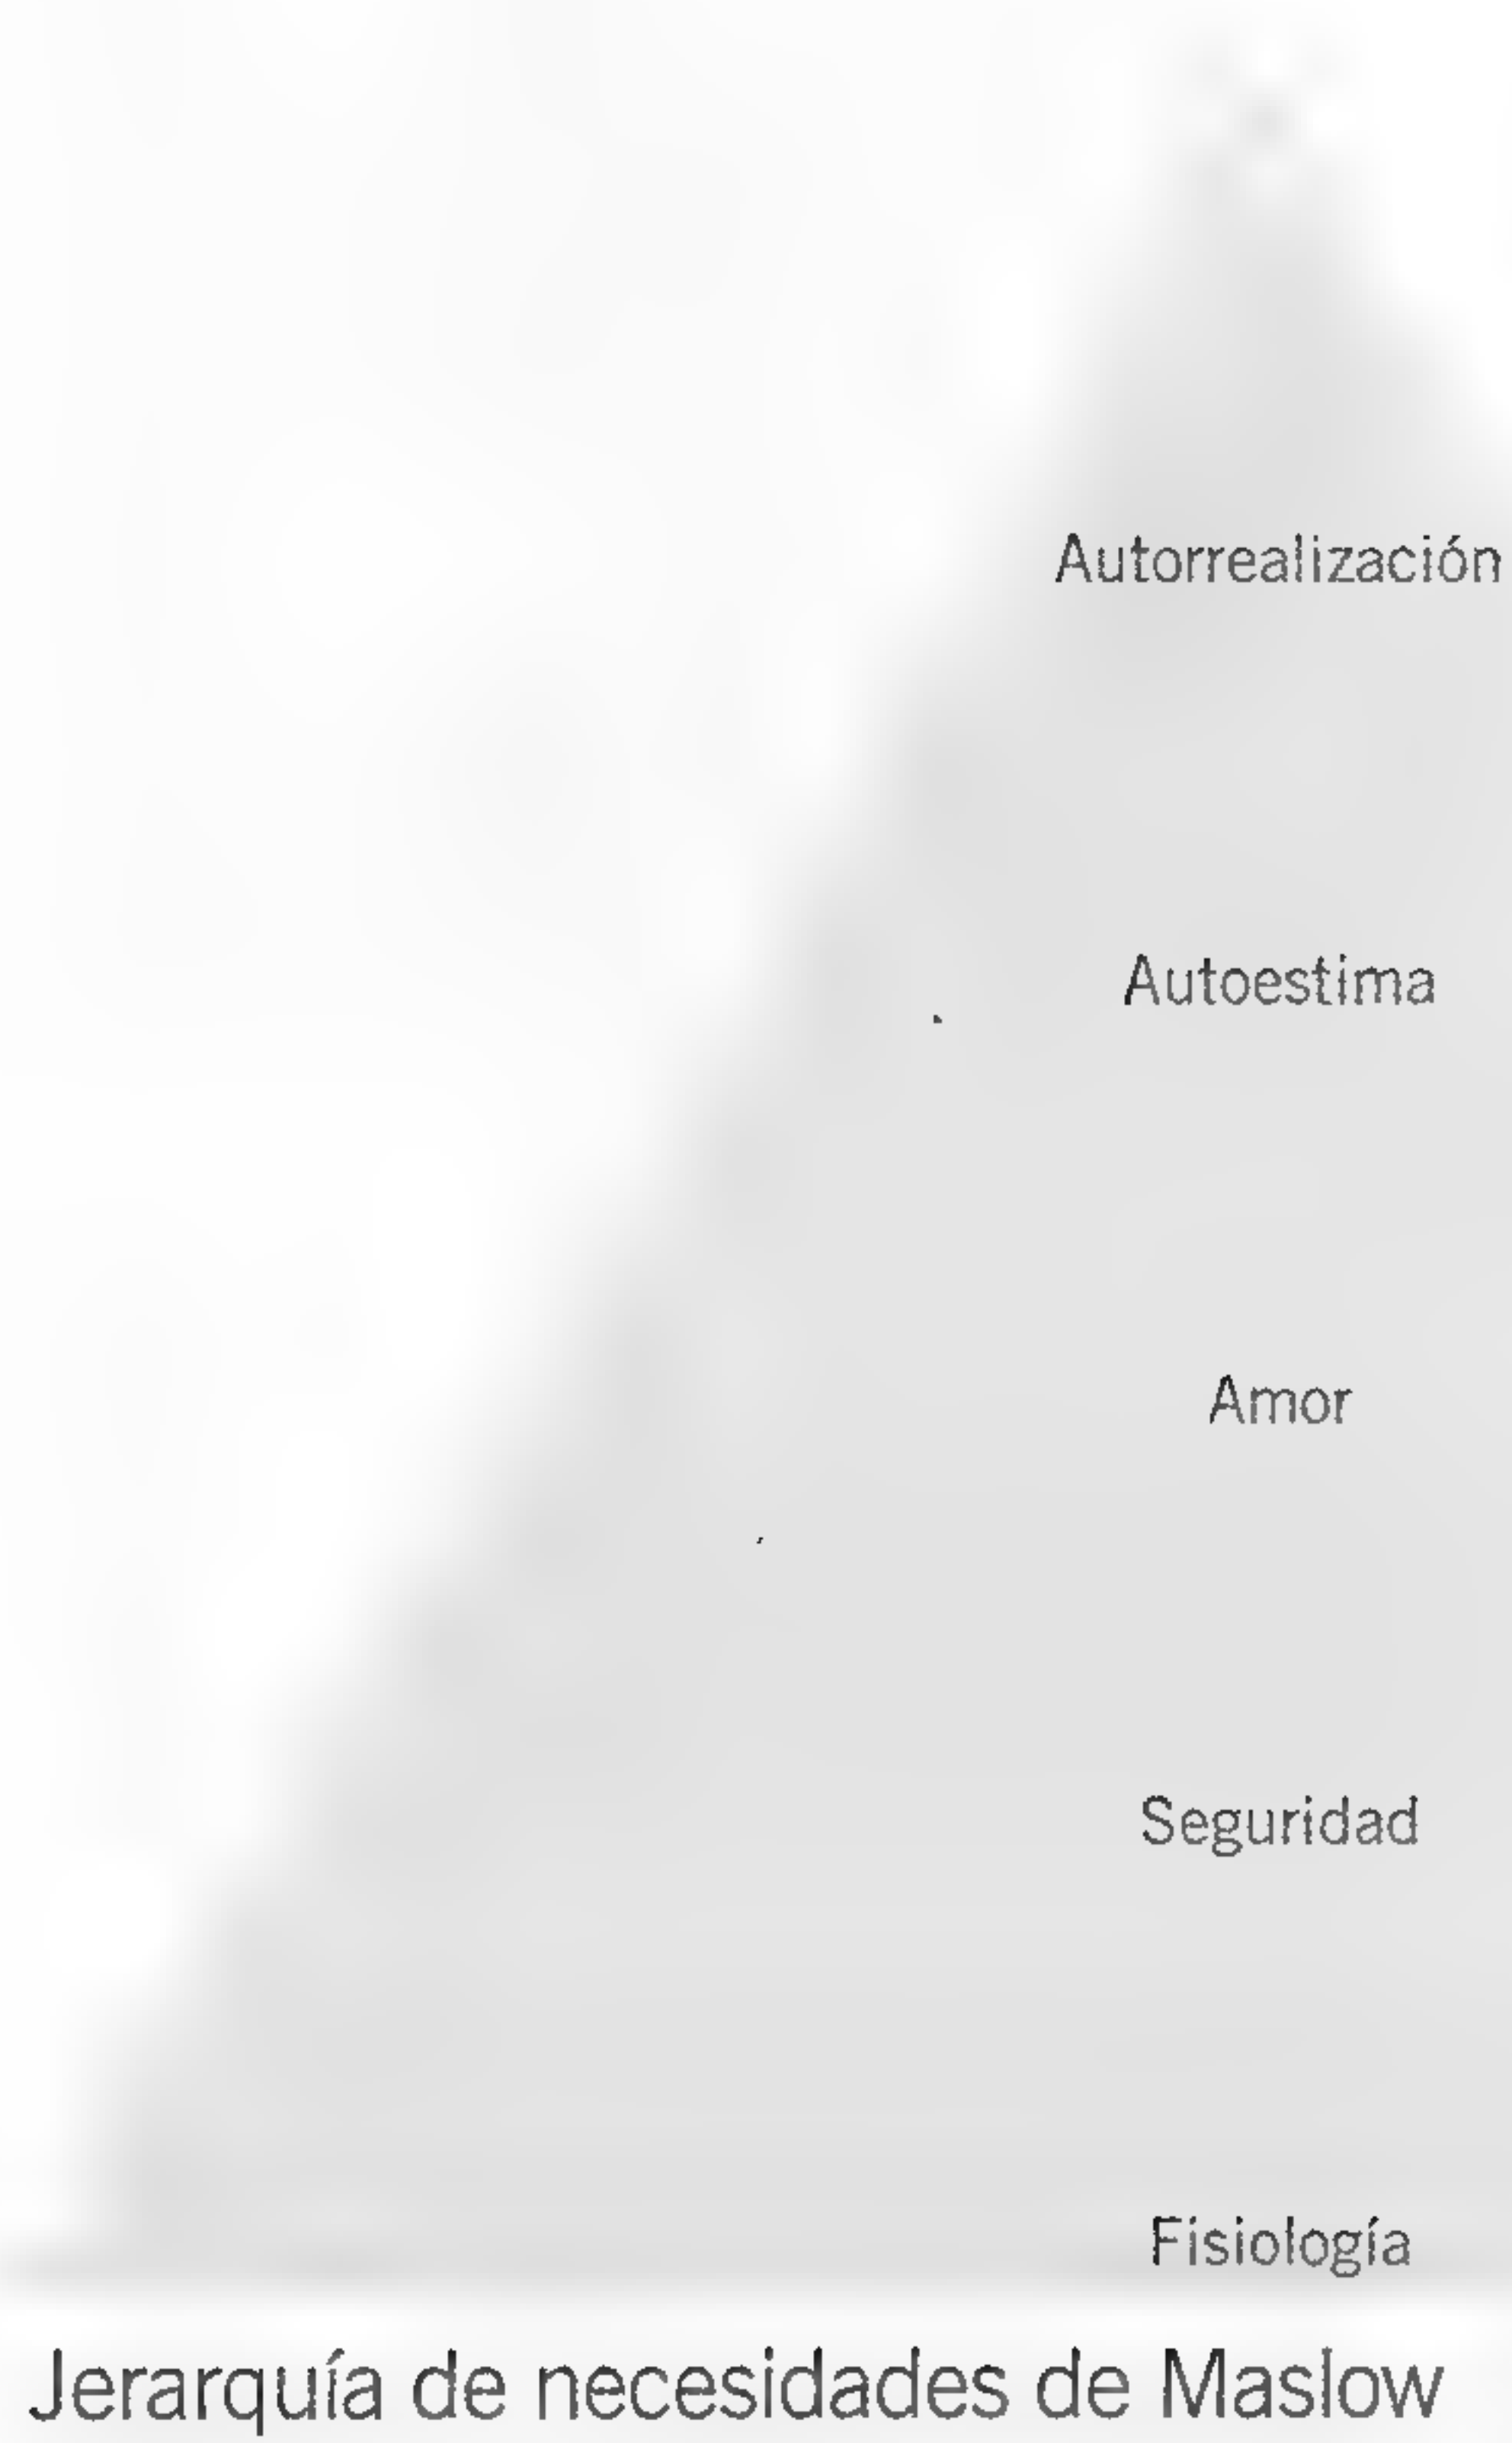 Autorrealización
Autoestima
Amor
Seguridad
Fisiología
Jerarquía de necesidades de Maslow